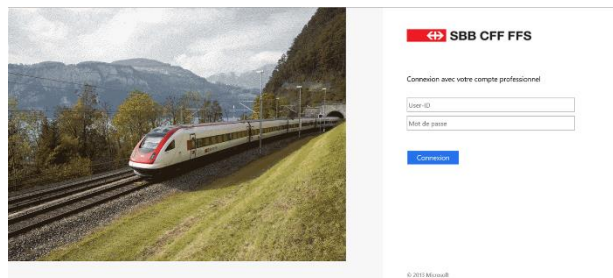 SBB CFF FFS
Connexion avec votre compte professionnel
User-ID
Mot de passe
Connexion
© 2013 Microsoft